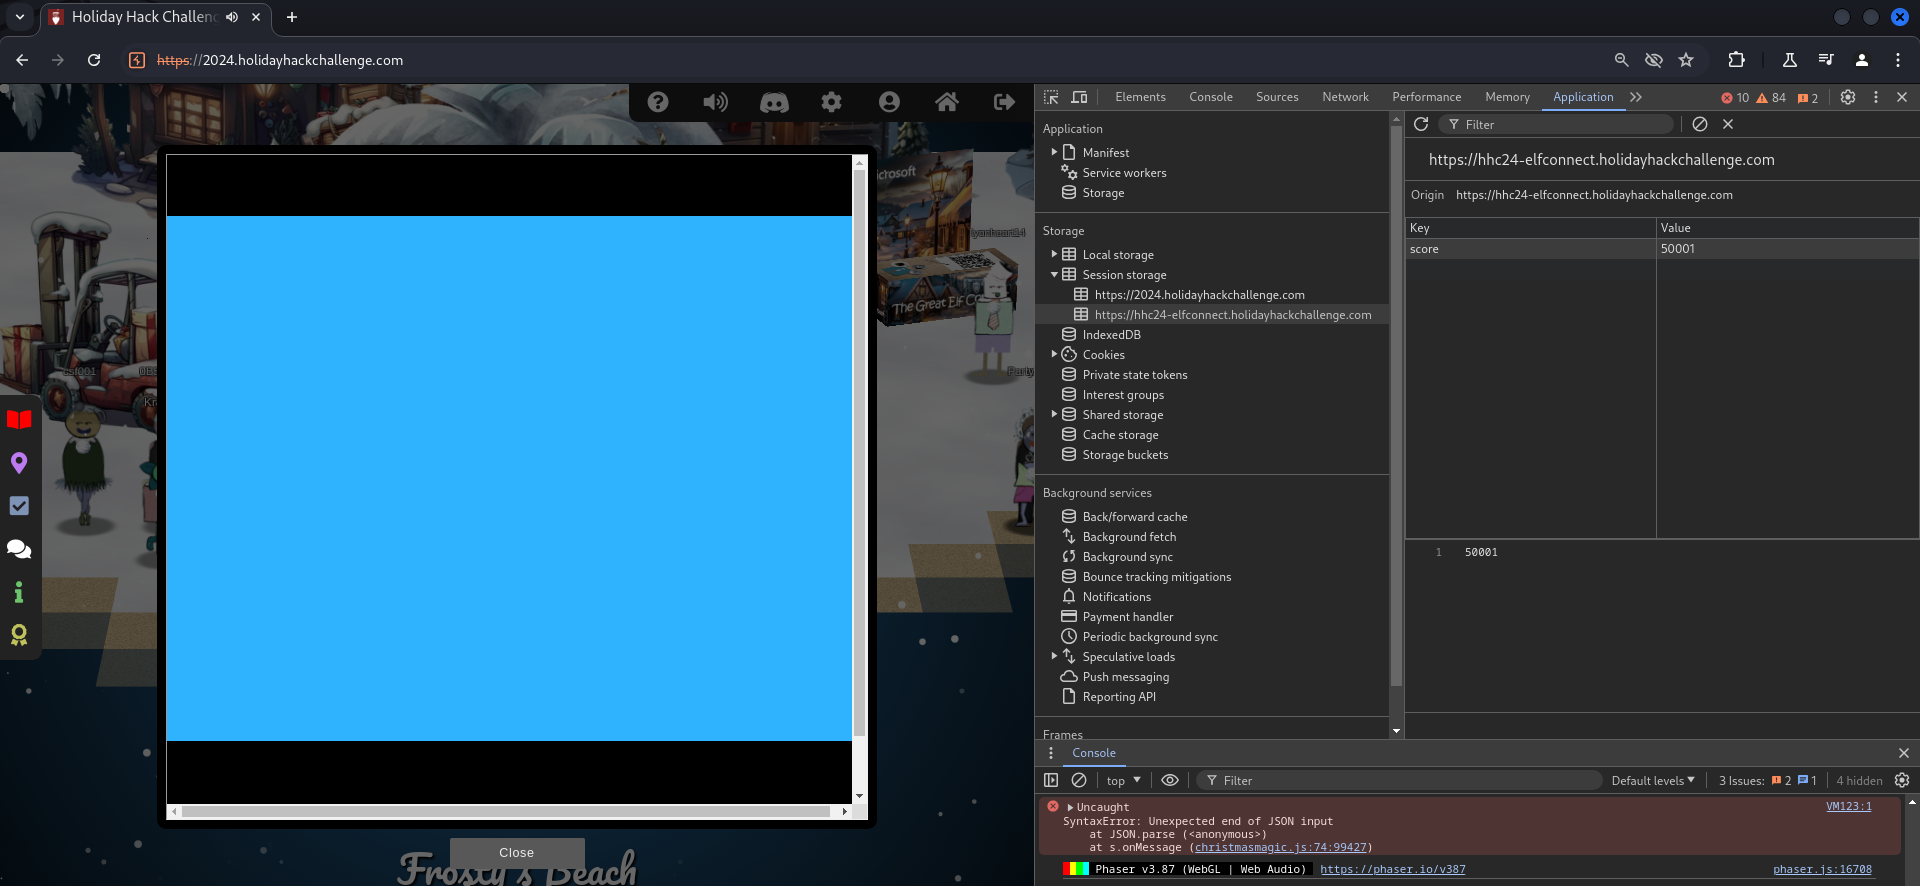 Holiday Hack Challen
https://2024.holidayhackchallenge.com
Elements Console Sources Network Performance Memory Application
10 84 2
Filter
Application
Manifest
Service workers
Storage
https://hhc24-elfconnect.holidayhackchallenge.com
Origin https://hhc24-elfconnect.holidayhackchallenge.com
Key Value
score 50001
Storage
Local storage
Session storage
https://2024.holidayhackchallenge.com
https://hhc24-elfconnect.holidayhackchallenge.com
IndexedDB
Cookies
Private state tokens
Interest groups
Shared storage
Cache storage
Storage buckets
Background services
Back/forward cache
Background fetch
Background sync
Bounce tracking mitigations
Notifications
Payment handler
Periodic background sync
Speculative loads
Push messaging
Reporting API
Frames
1 50001
icrosoft
The Great Elf Co
Party
Close
Frosty's Beach
Console
top Filter Default levels 3 Issues: 2 1 4 hidden
Uncaught VM123:1
SyntaxError: Unexpected end of JSON input
at JSON.parse (<anonymous>)
at s.onMessage (christmasmagic.js:74:99427)
Phaser v3.87 (WebGL | Web Audio) https://phaser.io/v387 phaser.js:16708